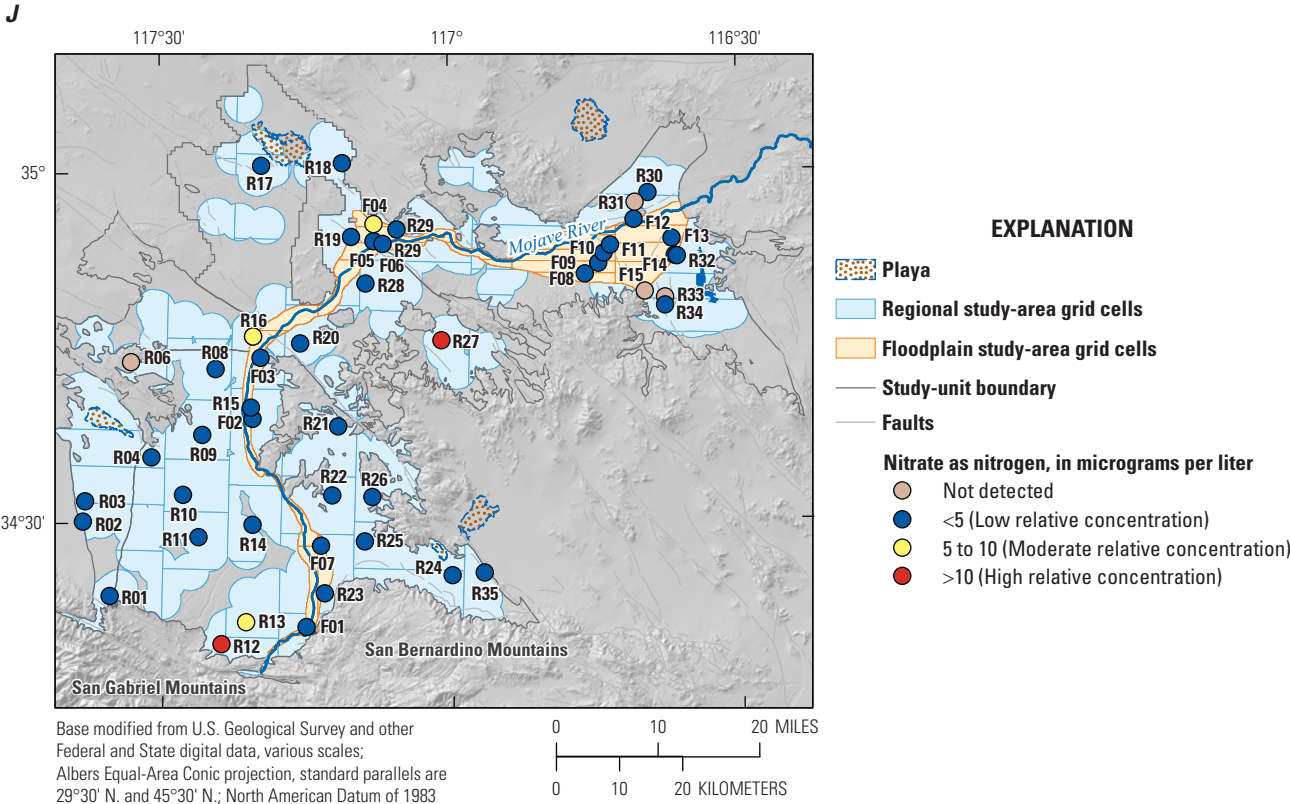 J
117°30'
117°
116°30'
35°
34°30'
R17
R18
R30
R31
F04
R29
R19
R29
Mojave River
F12
F13
F10
F11
F05
F06
F09
F14
R32
F08
F15
R28
R33
R34
R16
R20
R27
R06
R08
F03
R15
F02
R21
R09
R04
R22
R26
R03
R10
R02
R11
R14
R25
F07
R24
R35
R01
R23
R13
F01
R12
San Bernardino Mountains
San Gabriel Mountains
Base modified from U.S. Geological Survey and other
Federal and State digital data, various scales;
Albers Equal-Area Conic projection, standard parallels are
29°30' N. and 45°30' N.; North American Datum of 1983
0 10 20 MILES
0 10 20 KILOMETERS
EXPLANATION
Playa
Regional study-area grid cells
Floodplain study-area grid cells
Study-unit boundary
Faults
Nitrate as nitrogen, in micrograms per liter
Not detected
<5 (Low relative concentration)
5 to 10 (Moderate relative concentration)
>10 (High relative concentration)